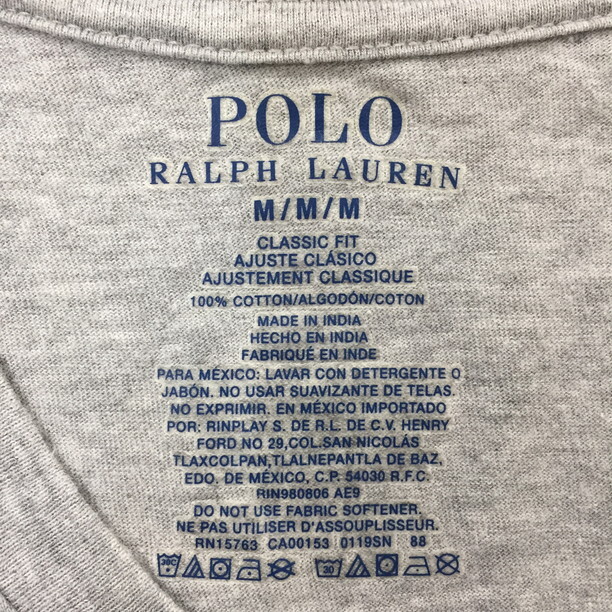 POLO
RALPH LAUREN
M/M/M
CLASSIC FIT
AJUSTE CLÁSICO
AJUSTEMENT CLASSIQUE
100% COTTON/ALGODÓN/COTON
MADE IN INDIA
HECHO EN INDIA
FABRIQUÉ EN INDE
PARA MÉXICO: LAVAR CON DETERGENTE O
JABÓN. NO USAR SUAVIZANTE DE TELAS.
NO EXPRIMIR. EN MÉXICO IMPORTADO
POR: RINPLAY S. DE R.L. DE C.V. HENRY
FORD NO 29,COL.SAN NICOLÁS
TLAXCOLPAN,TLALNEPANTLA DE BAZ,
EDO. DE MÉXICO, C.P. 54030 R.F.C.
RIN980806 AE9
DO NOT USE FABRIC SOFTENER.
NE PAS UTILISER D'ASSOUPLISSEUR.
RN15763 CA00153 0119SN 88
30C 30